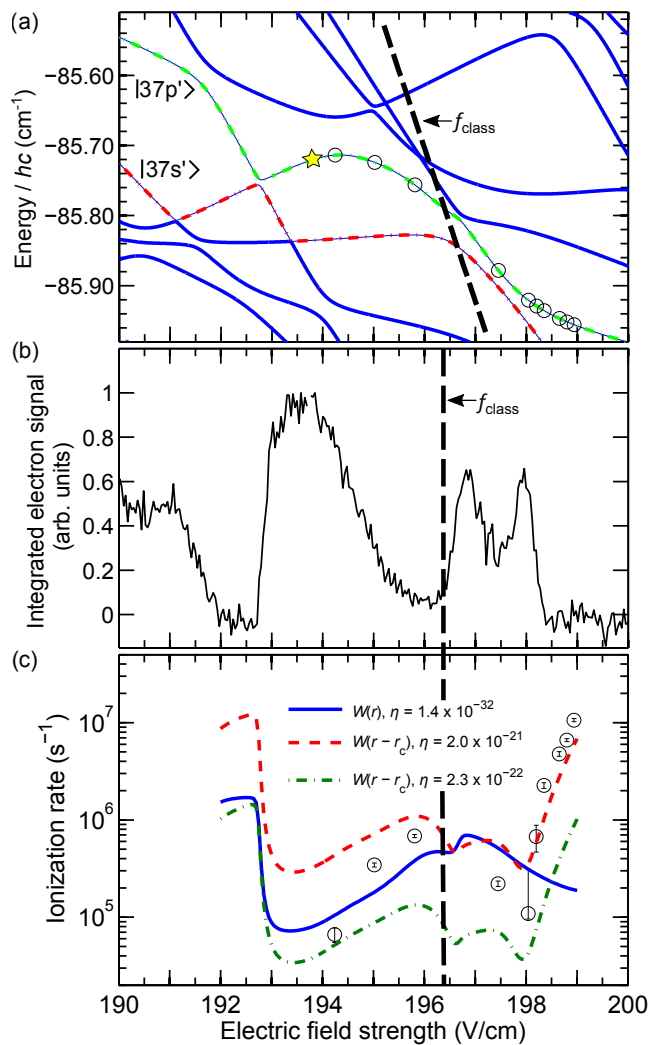 (a)
Energy / hc (cm⁻¹)
−85.60
−85.70
−85.80
−85.90
|37p'>
|37s'>
f_class
(b)
Integrated electron signal
(arb. units)
1
0.8
0.6
0.4
0.2
0
f_class
(c)
Ionization rate (s⁻¹)
10⁷
10⁶
10⁵
W(r), η = 1.4 x 10⁻³²
W(r − r_c), η = 2.0 x 10⁻²¹
W(r − r_c), η = 2.3 x 10⁻²²
190 192 194 196 198 200
Electric field strength (V/cm)